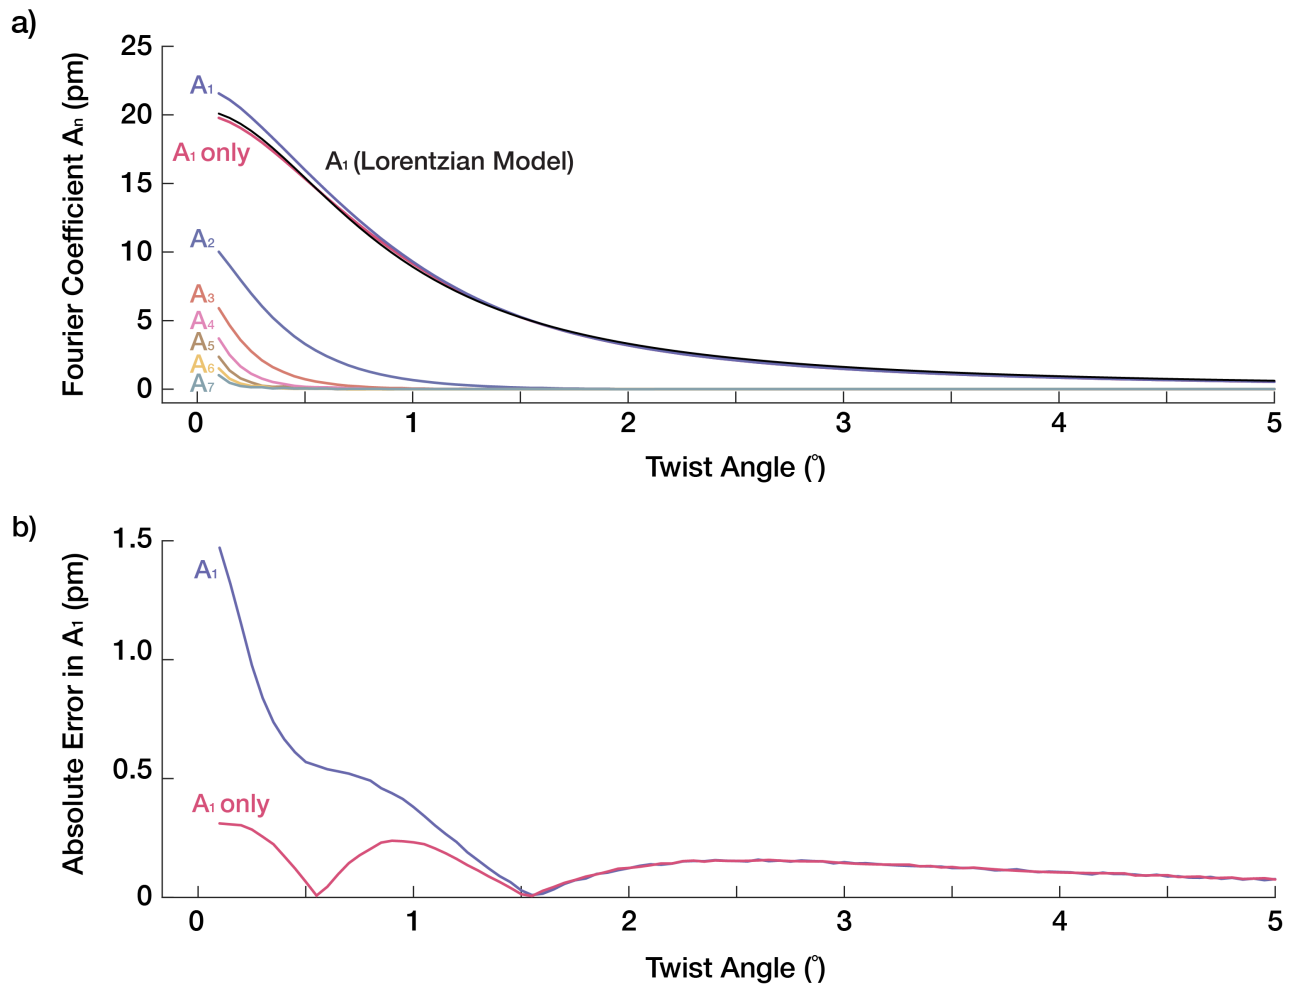 a)
Fourier Coefficient Aₙ (pm)
25
20
15
10
5
0
A₁
A₁ only
A₁ (Lorentzian Model)
A₂
A₃
A₄
A₅
A₆
A₇
0 1 2 3 4 5
Twist Angle (°)
b)
Absolute Error in A₁ (pm)
1.5
1.0
0.5
0
A₁
A₁ only
0 1 2 3 4 5
Twist Angle (°)